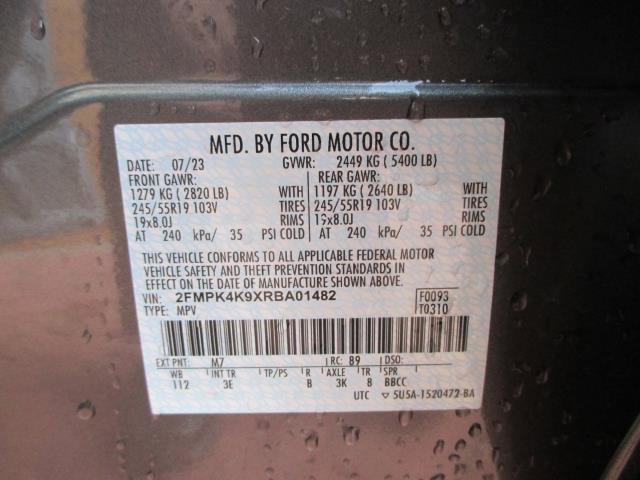 MFD. BY FORD MOTOR CO.
DATE: 07/23 GVWR: 2449 KG ( 5400 LB)
FRONT GAWR: REAR GAWR:
1279 KG ( 2820 LB) WITH 1197 KG ( 2640 LB) WITH
245/55R19 103V TIRES 245/55R19 103V TIRES
19x8.0J RIMS 19x8.0J RIMS
AT 240 kPa/ 35 PSI COLD AT 240 kPa/ 35 PSI COLD
THIS VEHICLE CONFORMS TO ALL APPLICABLE FEDERAL MOTOR
VEHICLE SAFETY AND THEFT PREVENTION STANDARDS IN
EFFECT ON THE DATE OF MANUFACTURE SHOWN ABOVE.
VIN: 2FMPK4K9XRBA01482 F0093
TYPE: MPV T0310
EXT PNT: M7 RC: 89 DSO:
WB INT TR TP/PS R AXLE TR SPR
112 3E B 3K 8 BBCC
UTC ▽ 5U5A-1520472-BA